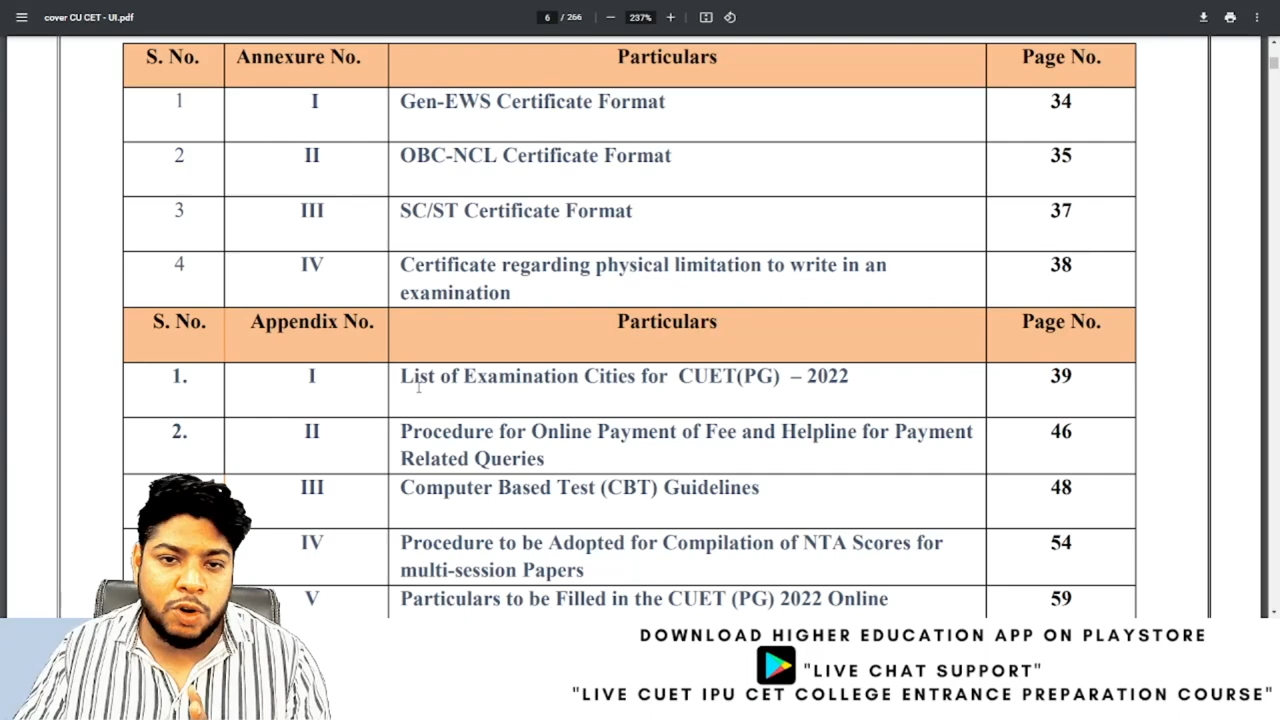 cover CU CET - UI.pdf
6 / 266
237%
S. No. Annexure No. Particulars Page No.
1 I Gen-EWS Certificate Format 34
2 II OBC-NCL Certificate Format 35
3 III SC/ST Certificate Format 37
4 IV Certificate regarding physical limitation to write in an 38
examination
S. No. Appendix No. Particulars Page No.
1. I List of Examination Cities for CUET(PG) – 2022 39
2. II Procedure for Online Payment of Fee and Helpline for Payment 46
Related Queries
III Computer Based Test (CBT) Guidelines 48
IV Procedure to be Adopted for Compilation of NTA Scores for 54
multi-session Papers
V Particulars to be Filled in the CUET (PG) 2022 Online 59
DOWNLOAD HIGHER EDUCATION APP ON PLAYSTORE
"LIVE CHAT SUPPORT"
"LIVE CUET IPU CET COLLEGE ENTRANCE PREPARATION COURSE"